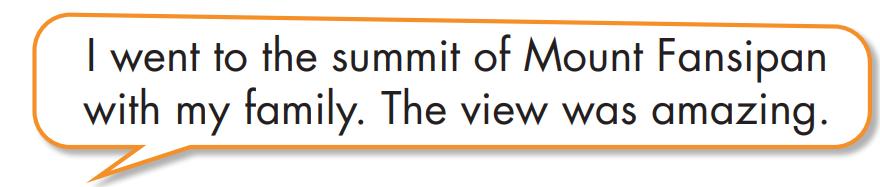 I went to the summit of Mount Fansipan
with my family. The view was amazing.